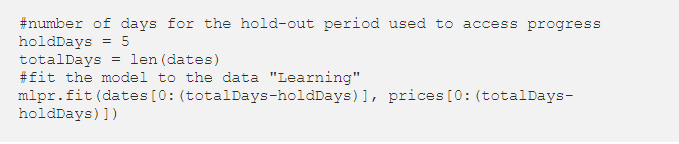 #number of days for the hold-out period used to access progress
holdDays = 5
totalDays = len(dates)
#fit the model to the data "Learning"
mlpr.fit(dates[0:(totalDays-holdDays)], prices[0:(totalDays-
holdDays)])